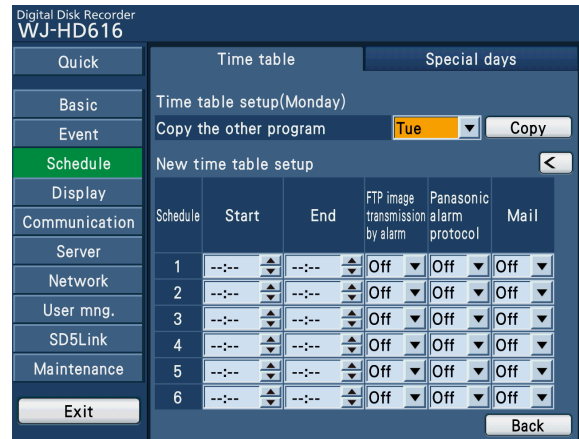 Digital Disk Recorder
WJ-HD616
Quick
Basic
Event
Schedule
Display
Communication
Server
Network
User mng.
SD5Link
Maintenance
Exit
Time table
Special days
Time table setup(Monday)
Copy the other program Tue Copy
New time table setup <
Schedule Start End FTP image transmission by alarm Panasonic alarm protocol Mail
1 --:-- --:-- Off Off Off
2 --:-- --:-- Off Off Off
3 --:-- --:-- Off Off Off
4 --:-- --:-- Off Off Off
5 --:-- --:-- Off Off Off
6 --:-- --:-- Off Off Off
Back